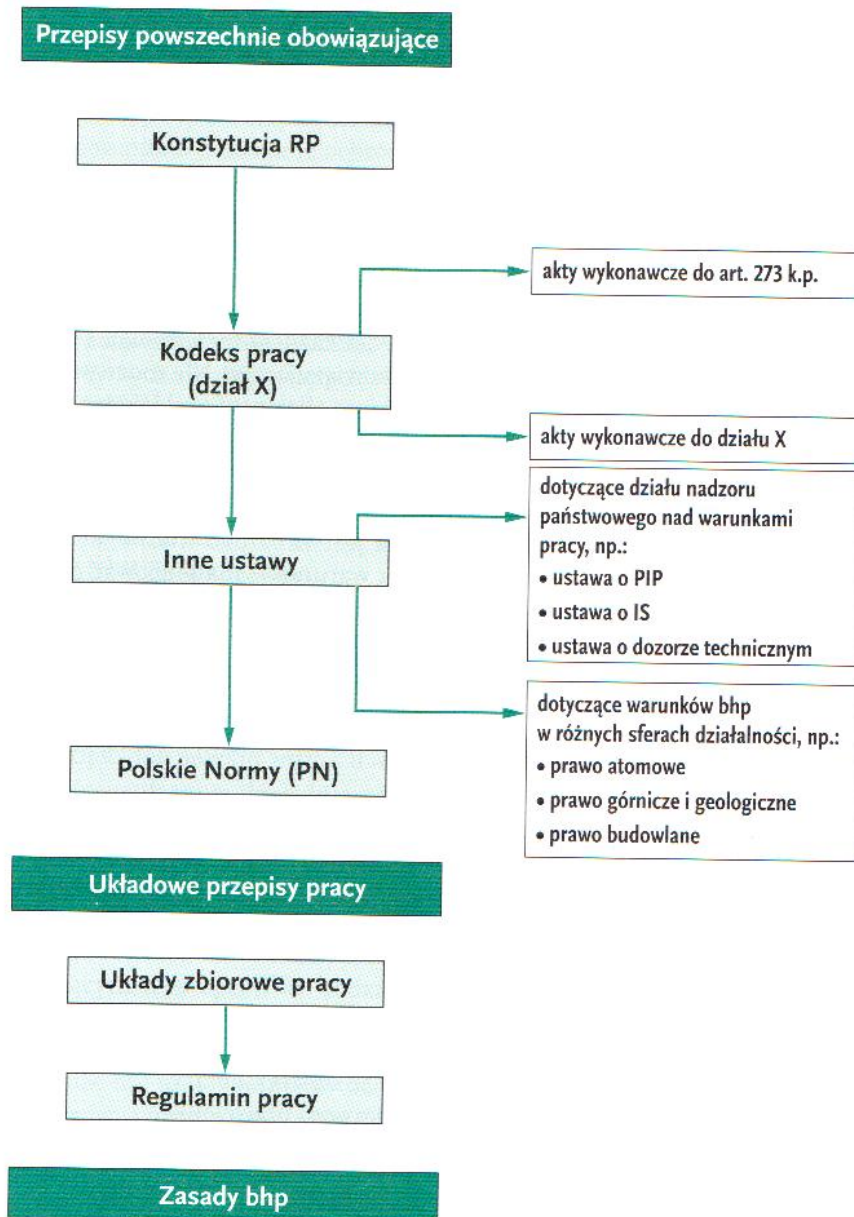 Przepisy powszechnie obowiązujące
Konstytucja RP
akty wykonawcze do art. 273 k.p.
Kodeks pracy
(dział X)
akty wykonawcze do działu X
dotyczące działu nadzoru
państwowego nad warunkami
pracy, np.:
• ustawa o PIP
• ustawa o IS
• ustawa o dozorze technicznym
Inne ustawy
dotyczące warunków bhp
w różnych sferach działalności, np.:
• prawo atomowe
• prawo górnicze i geologiczne
• prawo budowlane
Polskie Normy (PN)
Układowe przepisy pracy
Układy zbiorowe pracy
Regulamin pracy
Zasady bhp